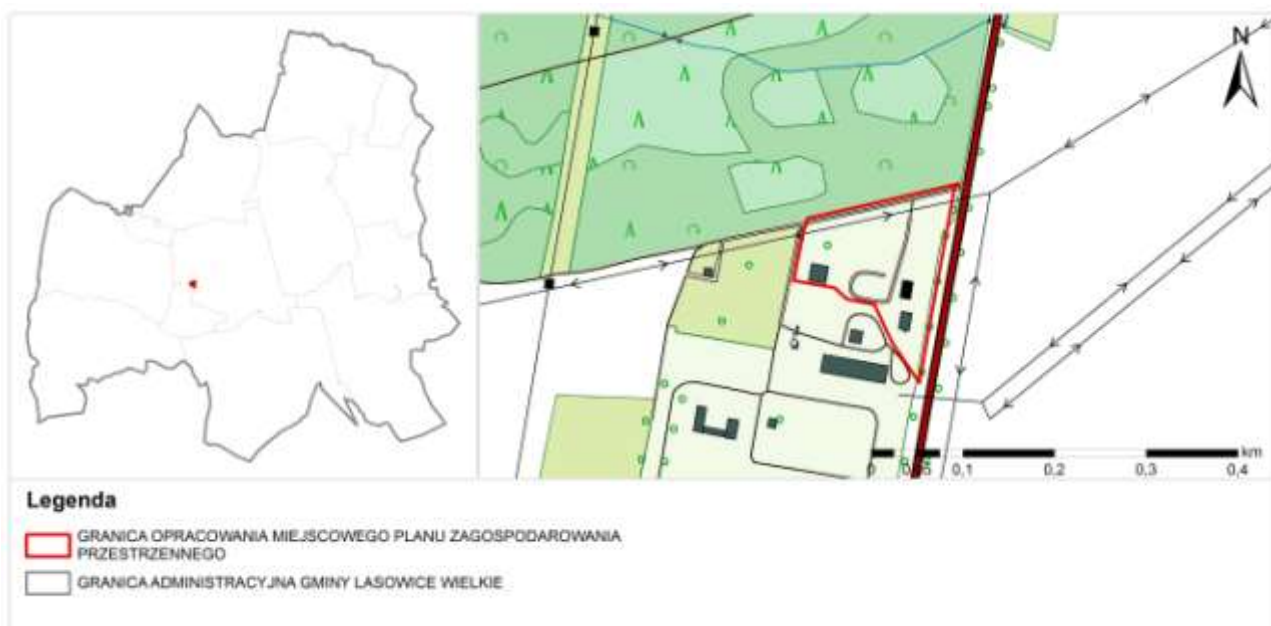 N
km
0 0,05 0,1 0,2 0,3 0,4
Legenda
GRANICA OPRACOWANIA MIEJSCOWEGO PLANU ZAGOSPODAROWANIA
PRZESTRZENNEGO
GRANICA ADMINISTRACYJNA GMINY LASOWICE WIELKIE